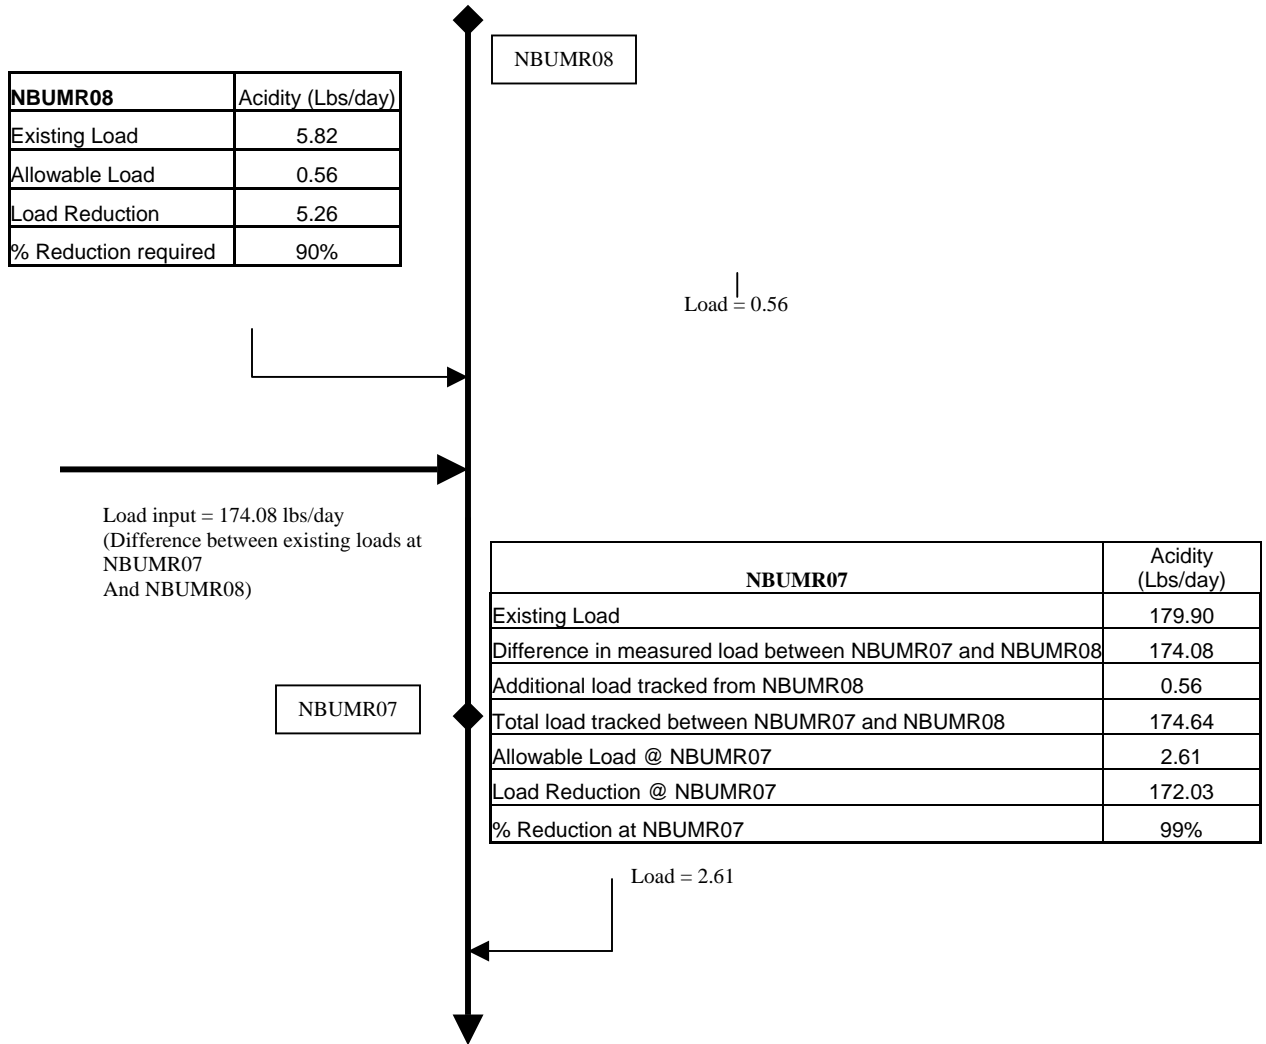 NBUMR08
NBUMR08 Acidity (Lbs/day)
Existing Load 5.82
Allowable Load 0.56
Load Reduction 5.26
% Reduction required 90%
Load = 0.56
Load input = 174.08 lbs/day
(Difference between existing loads at
NBUMR07
And NBUMR08)
NBUMR07
NBUMR07 Acidity
(Lbs/day)
Existing Load 179.90
Difference in measured load between NBUMR07 and NBUMR08 174.08
Additional load tracked from NBUMR08 0.56
Total load tracked between NBUMR07 and NBUMR08 174.64
Allowable Load @ NBUMR07 2.61
Load Reduction @ NBUMR07 172.03
% Reduction at NBUMR07 99%
Load = 2.61